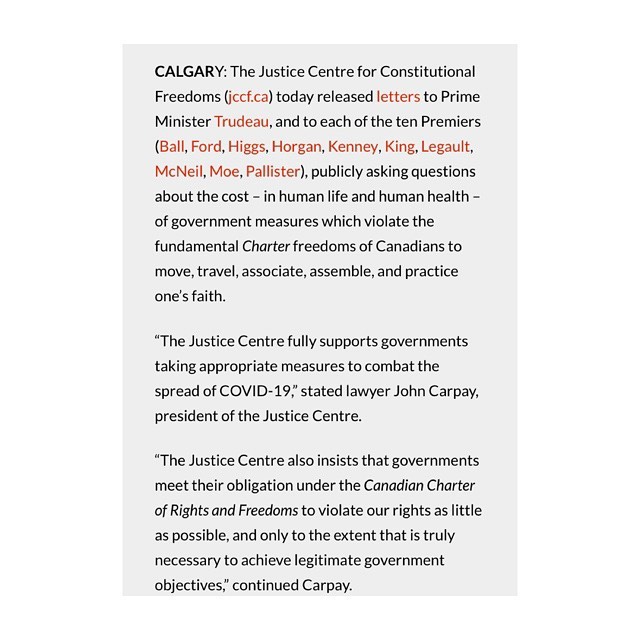 CALGARY: The Justice Centre for Constitutional
Freedoms (jccf.ca) today released letters to Prime
Minister Trudeau, and to each of the ten Premiers
(Ball, Ford, Higgs, Horgan, Kenney, King, Legault,
McNeil, Moe, Pallister), publicly asking questions
about the cost – in human life and human health –
of government measures which violate the
fundamental Charter freedoms of Canadians to
move, travel, associate, assemble, and practice
one’s faith.
“The Justice Centre fully supports governments
taking appropriate measures to combat the
spread of COVID-19,” stated lawyer John Carpay,
president of the Justice Centre.
“The Justice Centre also insists that governments
meet their obligation under the Canadian Charter
of Rights and Freedoms to violate our rights as little
as possible, and only to the extent that is truly
necessary to achieve legitimate government
objectives,” continued Carpay.